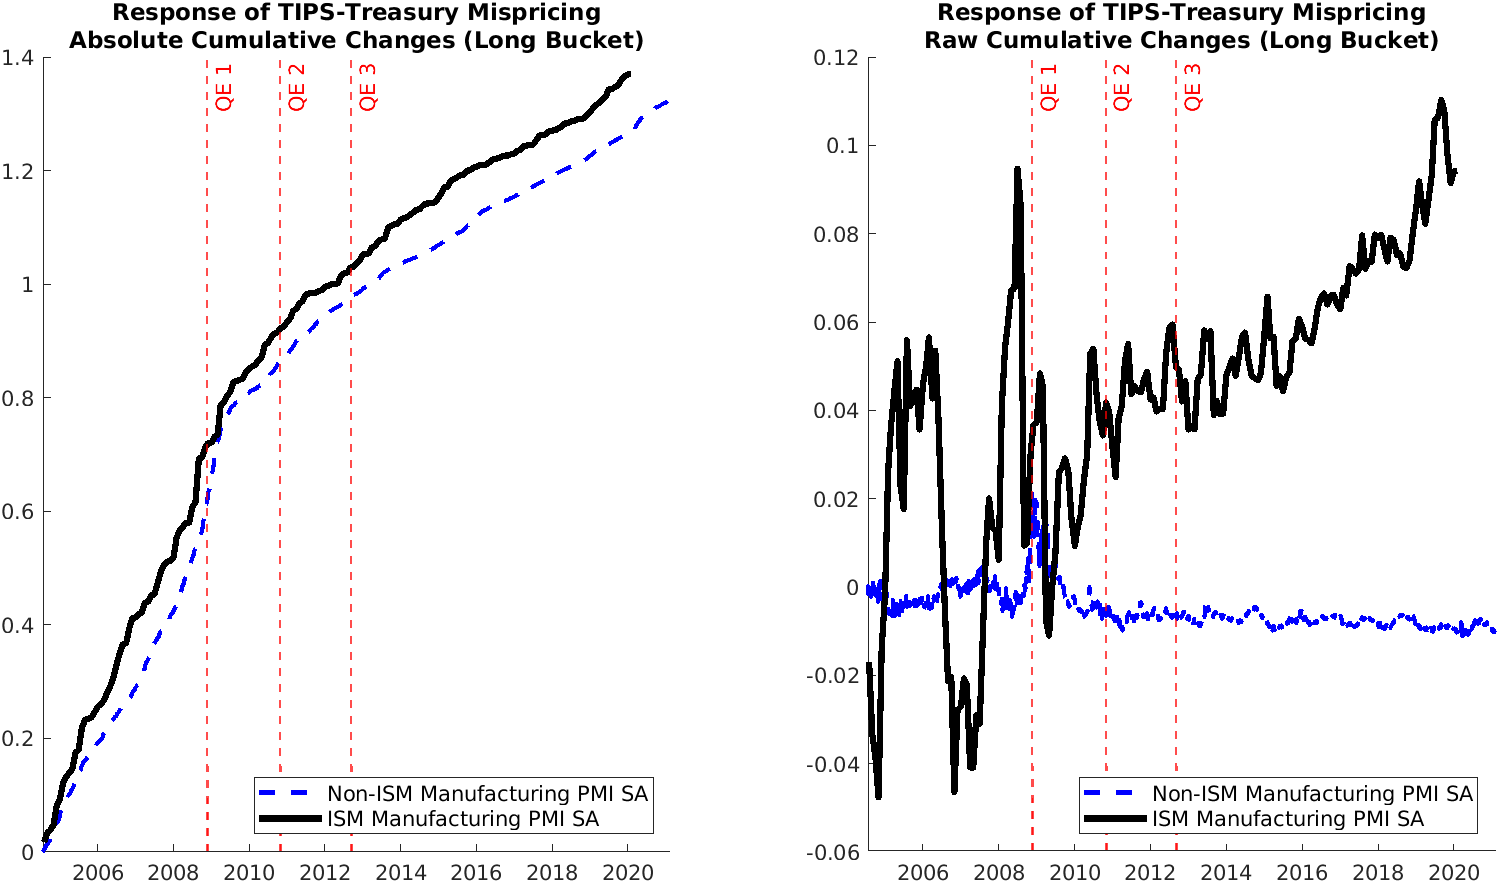 Response of TIPS-Treasury Mispricing
Absolute Cumulative Changes (Long Bucket)
1.4
1.2
1
0.8
0.6
0.4
0.2
0
QE 1
QE 2
QE 3
Non-ISM Manufacturing PMI SA
ISM Manufacturing PMI SA
2006 2008 2010 2012 2014 2016 2018 2020
Response of TIPS-Treasury Mispricing
Raw Cumulative Changes (Long Bucket)
0.12
0.1
0.08
0.06
0.04
0.02
0
-0.02
-0.04
-0.06
QE 1
QE 2
QE 3
Non-ISM Manufacturing PMI SA
ISM Manufacturing PMI SA
2006 2008 2010 2012 2014 2016 2018 2020